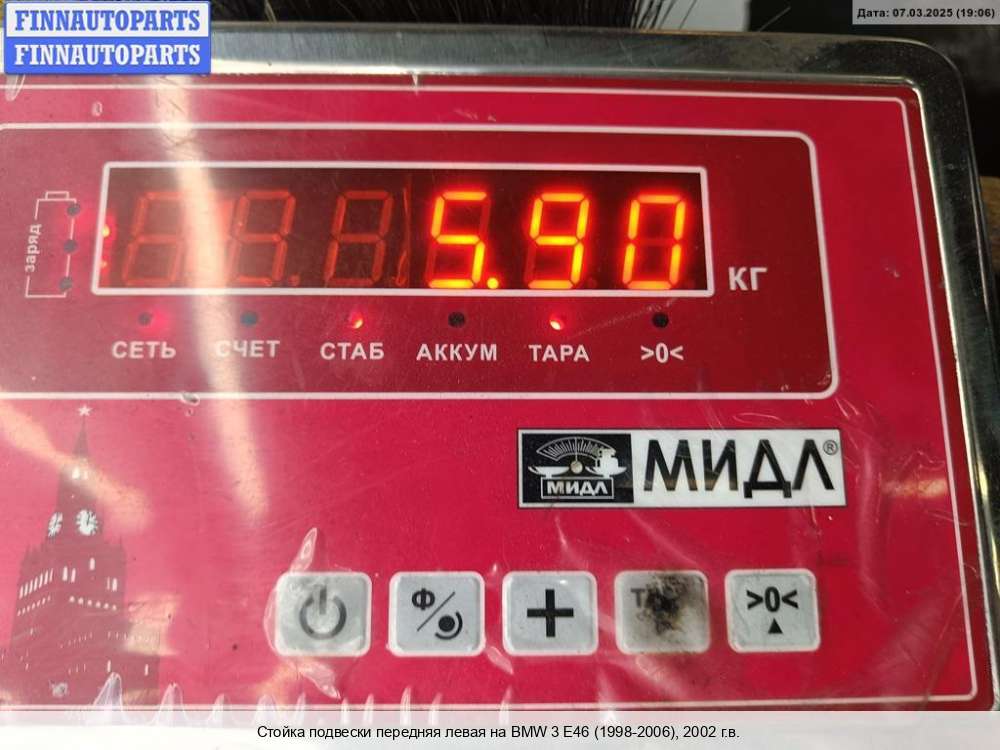 FINNAUTOPARTS
FINNAUTOPARTS
Дата: 07.03.2025 (19:06)
заряд
5.90
КГ
СЕТЬ СЧЕТ СТАБ АККУМ ТАРА >0<
МИДЛ
МИДЛ®
Ф
>0<
Стойка подвески передняя левая на BMW 3 E46 (1998-2006), 2002 г.в.